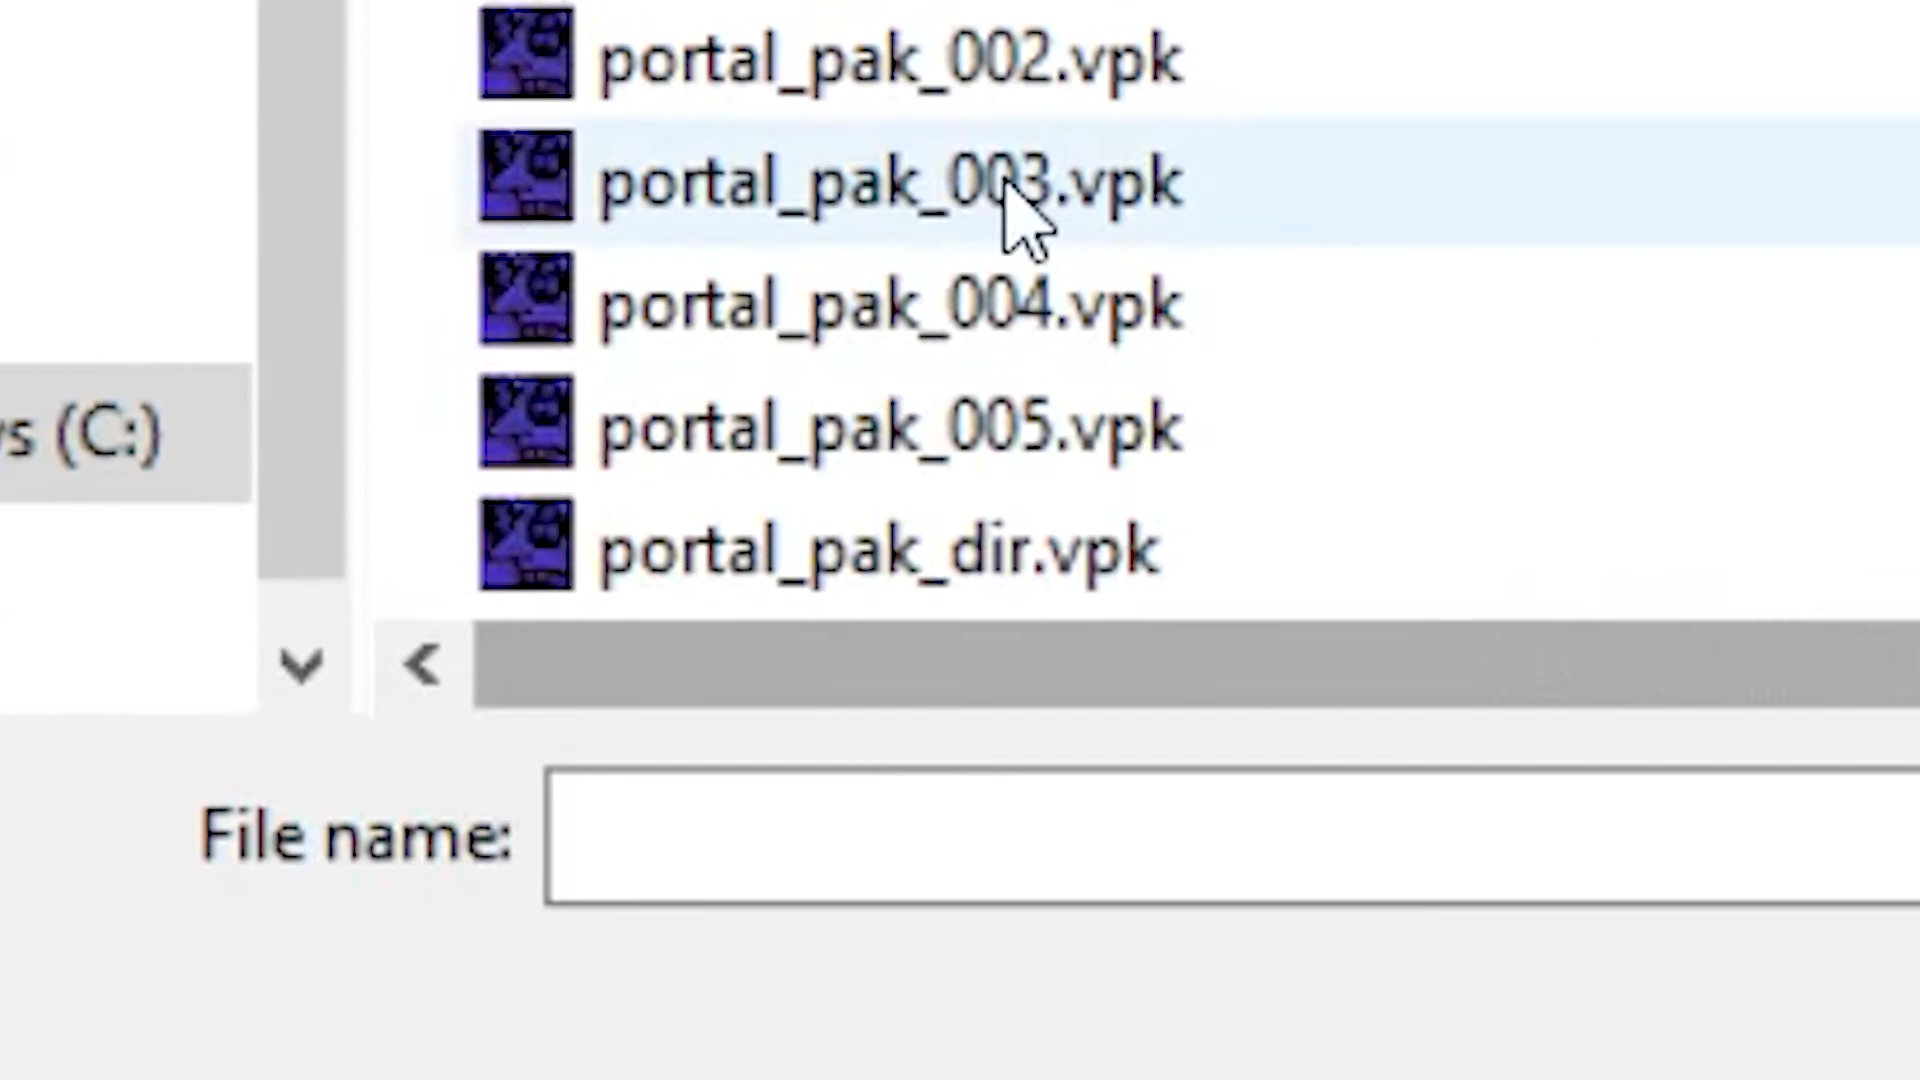 portal_pak_002.vpk
portal_pak_003.vpk
portal_pak_004.vpk
s (C:)
portal_pak_005.vpk
portal_pak_dir.vpk
File name: